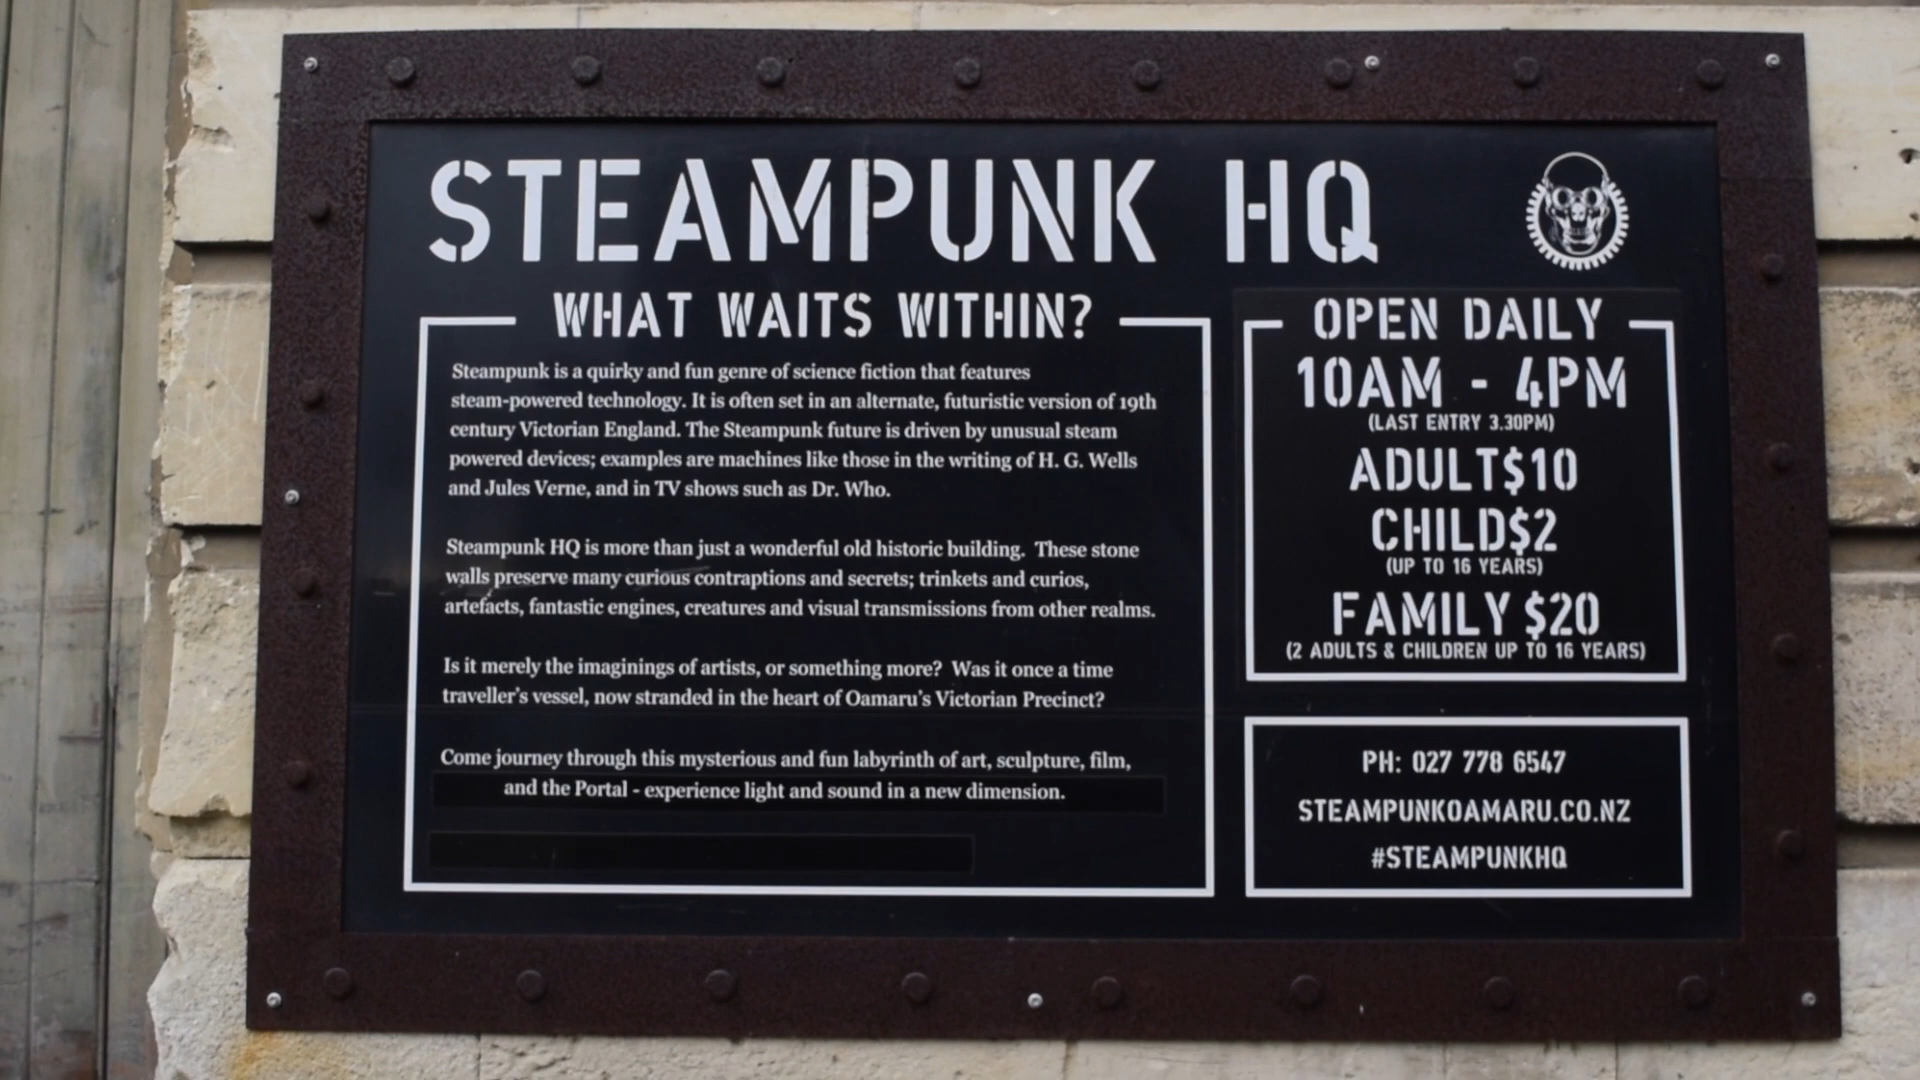 STEAMPUNK HQ
WHAT WAITS WITHIN?
Steampunk is a quirky and fun genre of science fiction that features
steam-powered technology. It is often set in an alternate, futuristic version of 19th
century Victorian England. The Steampunk future is driven by unusual steam
powered devices; examples are machines like those in the writing of H. G. Wells
and Jules Verne, and in TV shows such as Dr. Who.
Steampunk HQ is more than just a wonderful old historic building. These stone
walls preserve many curious contraptions and secrets; trinkets and curios,
artefacts, fantastic engines, creatures and visual transmissions from other realms.
Is it merely the imaginings of artists, or something more? Was it once a time
traveller's vessel, now stranded in the heart of Oamaru's Victorian Precinct?
Come journey through this mysterious and fun labyrinth of art, sculpture, film,
and the Portal - experience light and sound in a new dimension.
OPEN DAILY
10AM - 4PM
(LAST ENTRY 3.30PM)
ADULT$10
CHILD$2
(UP TO 16 YEARS)
FAMILY $20
(2 ADULTS & CHILDREN UP TO 16 YEARS)
PH: 027 778 6547
STEAMPUNKOAMARU.CO.NZ
#STEAMPUNKHQ